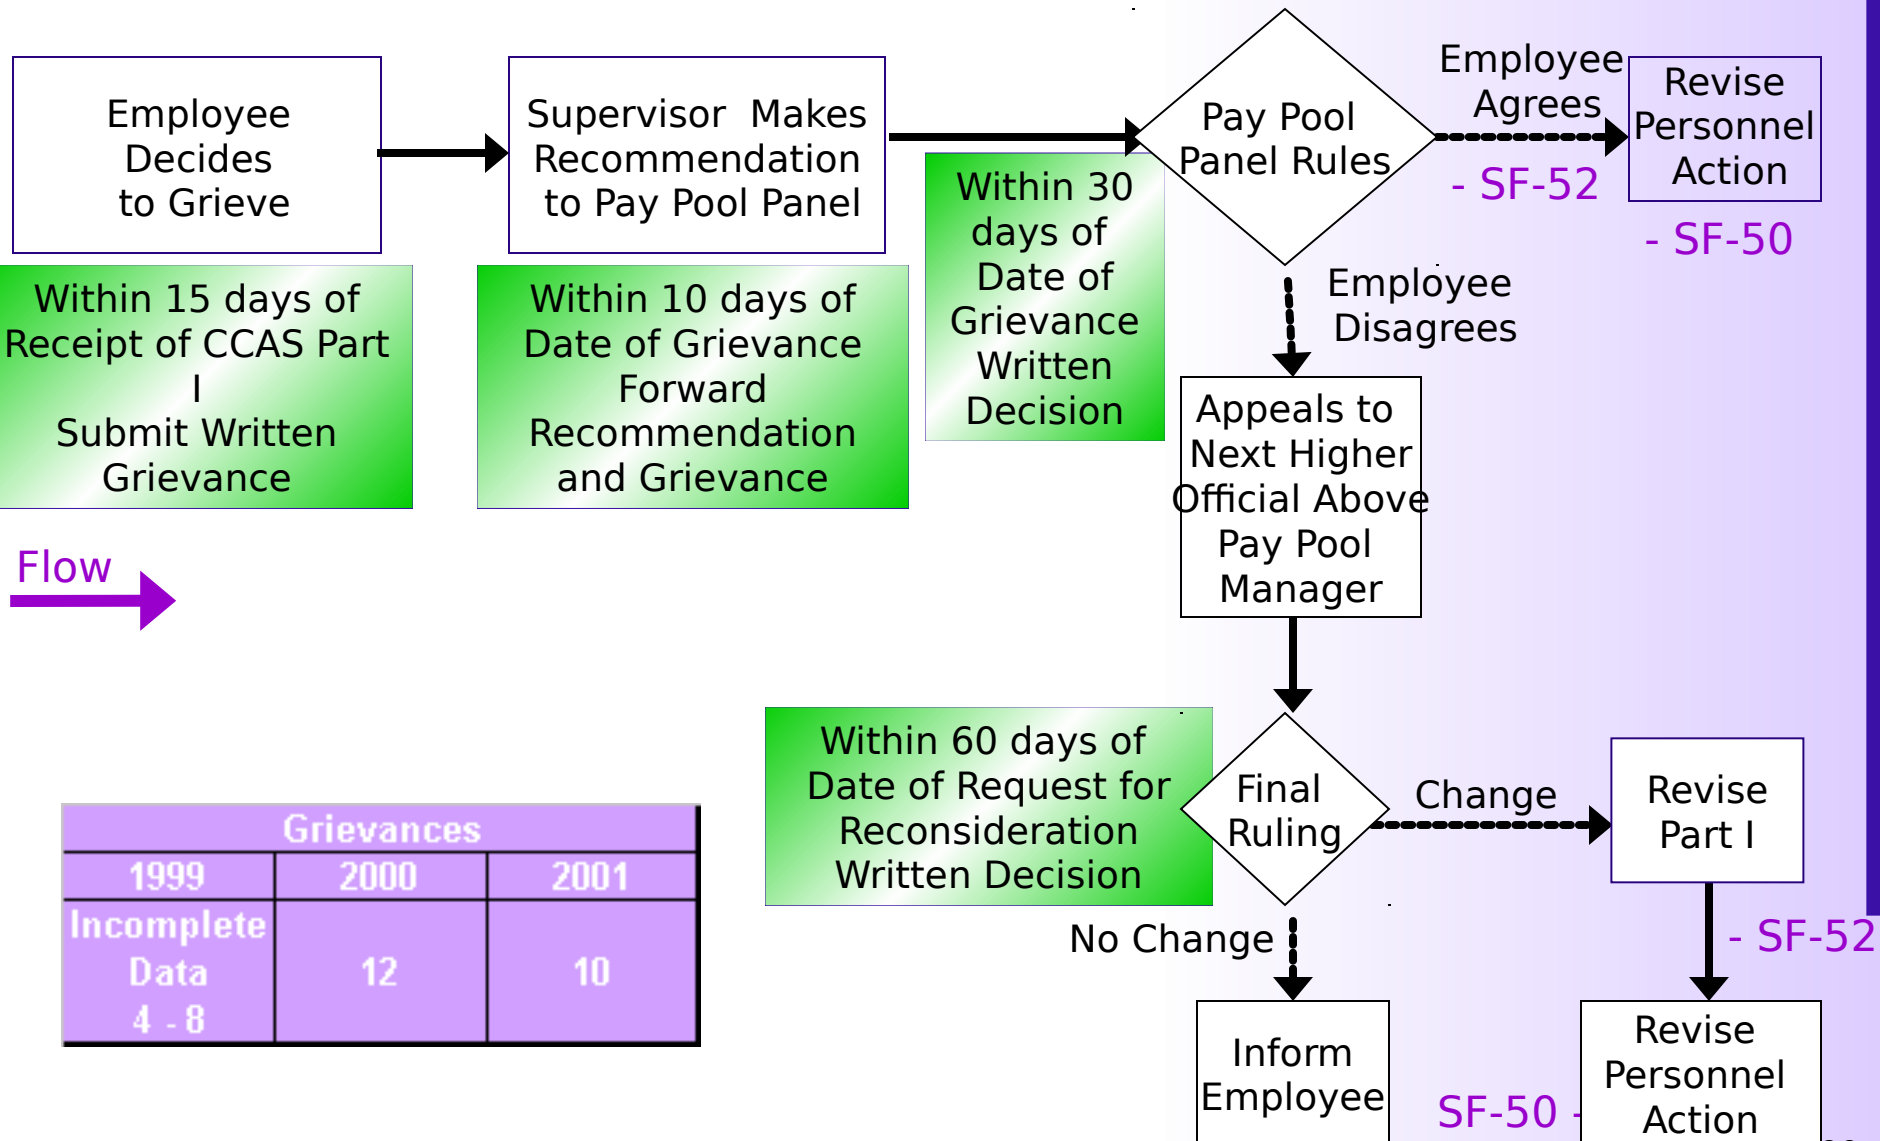 Employee
Decides
to Grieve
Supervisor Makes
Recommendation
to Pay Pool Panel
Pay Pool
Panel Rules
Employee
Agrees
- SF-52
Revise
Personnel
Action
- SF-50
Within 15 days of
Receipt of CCAS Part
I
Submit Written
Grievance
Within 10 days of
Date of Grievance
Forward
Recommendation
and Grievance
Within 30
days of
Date of
Grievance
Written
Decision
Employee
Disagrees
Appeals to
Next Higher
Official Above
Pay Pool
Manager
Flow
Within 60 days of
Date of Request for
Reconsideration
Written Decision
Final
Ruling
Change
Revise
Part I
No Change
- SF-52
Inform
Employee
SF-50 -
Revise
Personnel
Action
Grievances
1999 2000 2001
Incomplete
Data 12 10
4 - 8